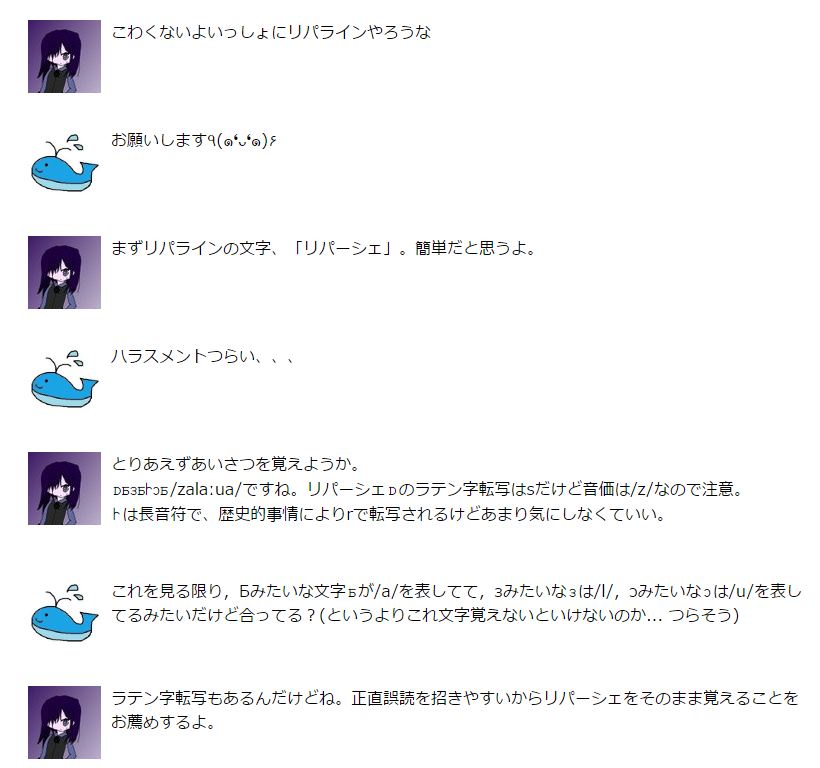 こわくないよいっしょにリパラインやろうな
お願いします٩(๑❛ᴗ❛๑)۶
まずリパラインの文字、「リパーシェ」。簡単だと思うよ。
ハラスメントつらい、、、
とりあえずあいさつを覚えようか。
ᴅƃɜƃ꜔ɔƃ/zalaːua/ですね。リパーシェᴅのラテン字転写はsだけど音価は/z/なので注意。
꜔は長音符で、歴史的事情によりrで転写されるけどあまり気にしなくていい。
これを見る限り，Бみたいな文字ƃが/a/を表してて，зみたいなɜは/l/，ɔみたいなɔは/u/を表し
てるみたいだけど合ってる？(というよりこれ文字覚えないといけないのか... つらそう)
ラテン字転写もあるんだけどね。正直誤読を招きやすいからリパーシェをそのまま覚えることを
お薦めするよ。